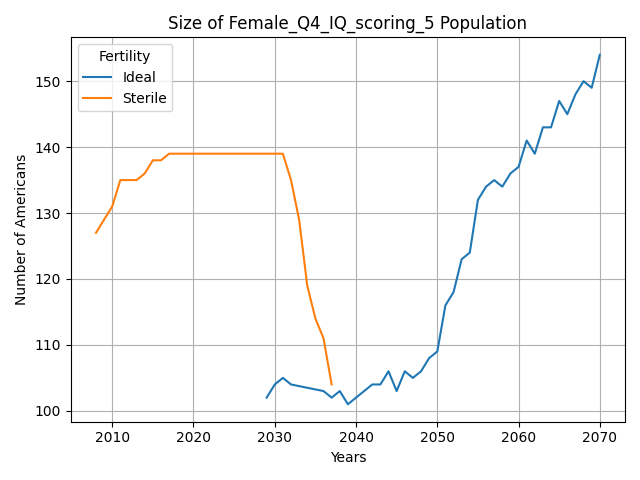 Size of Female_Q4_IQ_scoring_5 Population
Fertility
Ideal
Sterile
Number of Americans
150
140
130
120
110
100
2010 2020 2030 2040 2050 2060 2070
Years